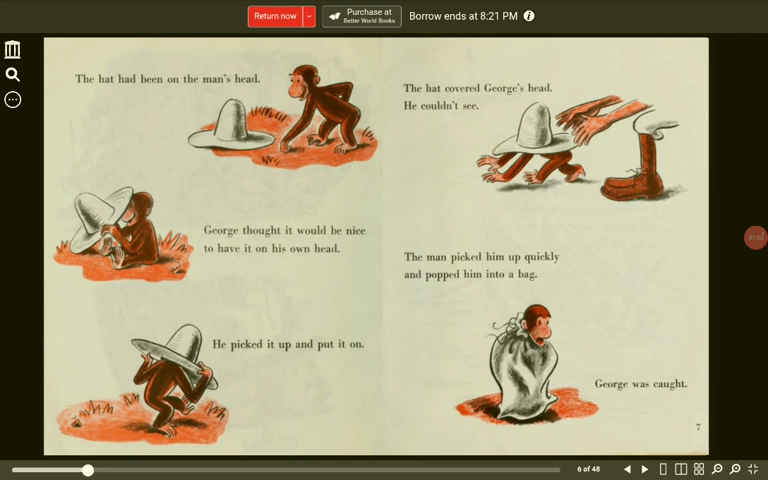 Return now
Purchase at
Better World Books
Borrow ends at 8:21 PM
The hat had been on the man's head.
George thought it would be nice
to have it on his own head.
He picked it up and put it on.
The hat covered George's head.
He couldn't see.
The man picked him up quickly
and popped him into a bag.
George was caught.
7
6 of 48